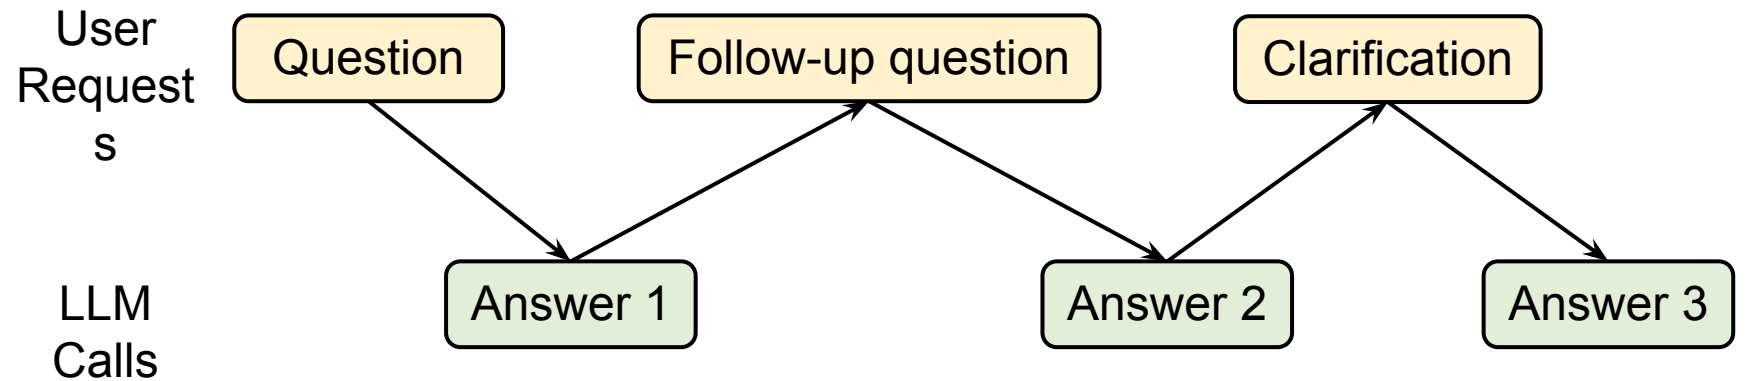 User
Request
s
Question
Follow-up question
Clarification
LLM
Calls
Answer 1
Answer 2
Answer 3